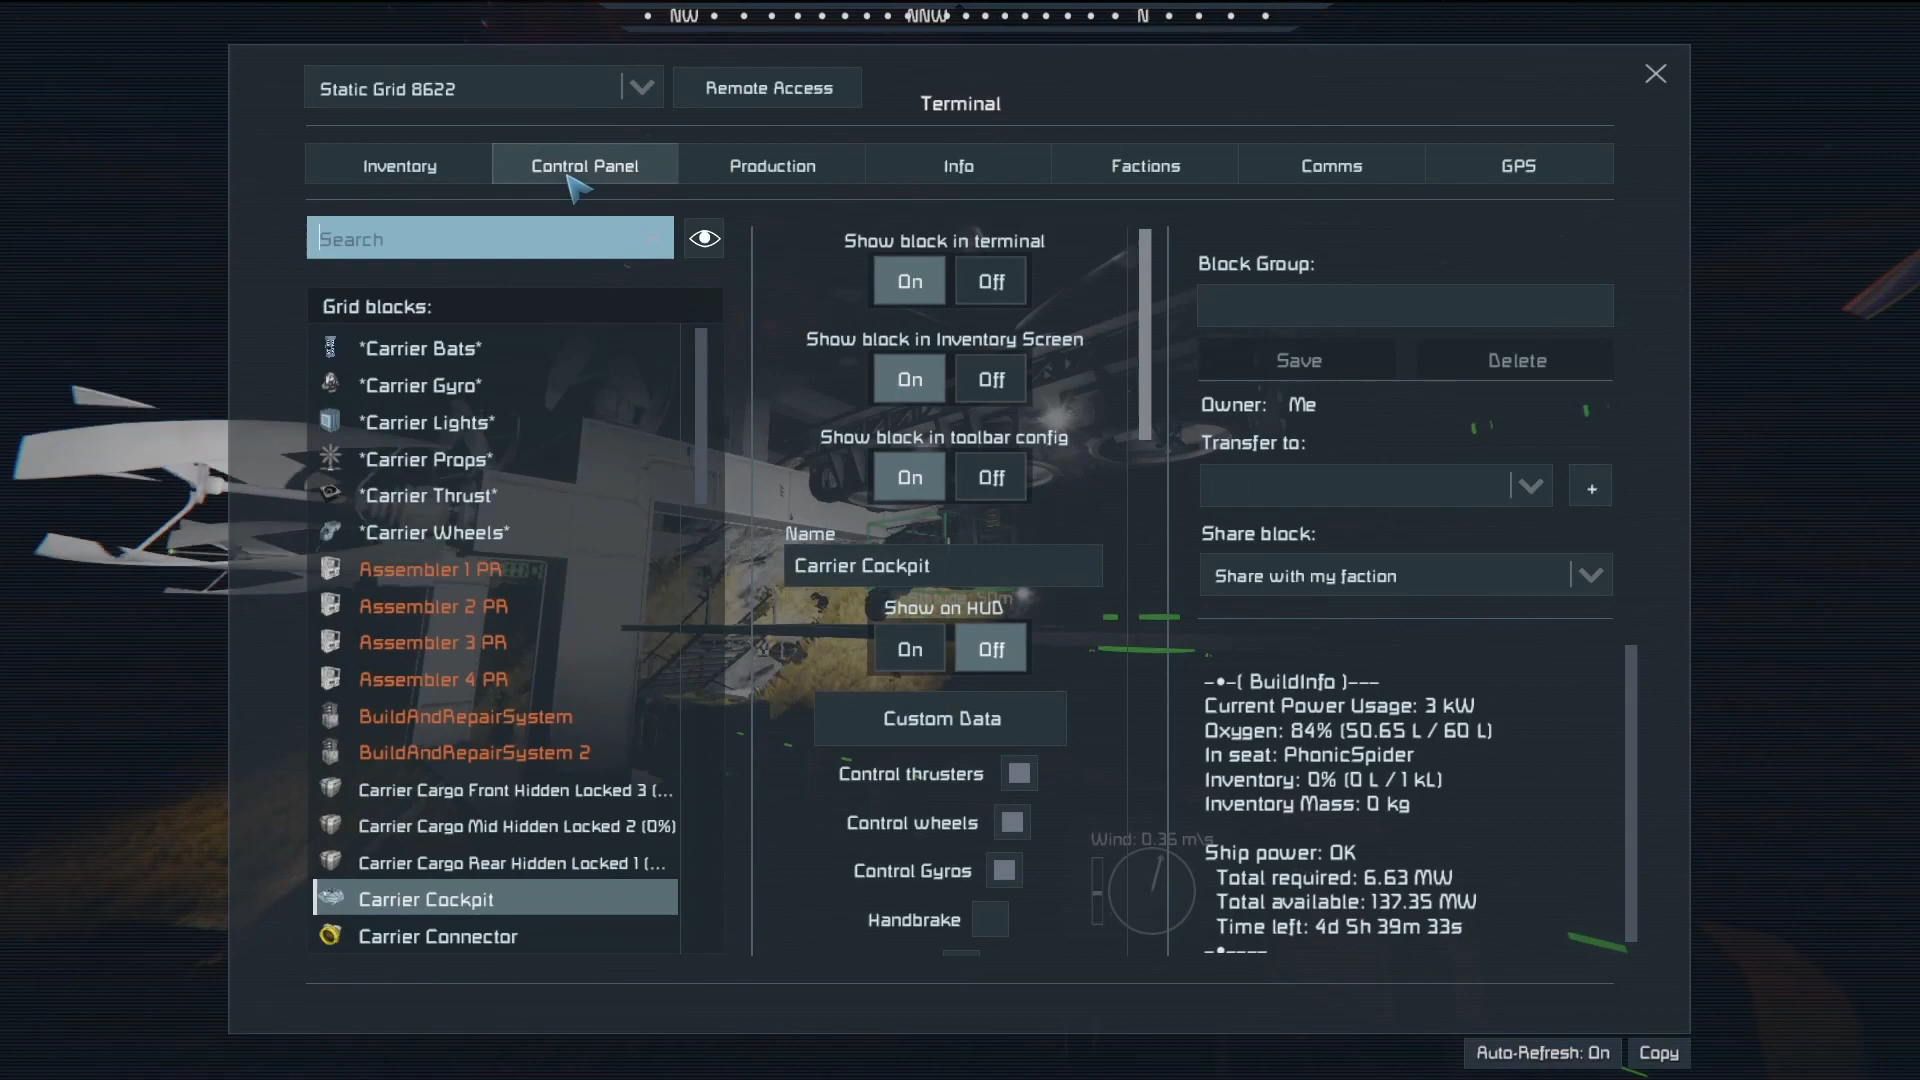 NW NNW N
Static Grid 8622
Remote Access
Terminal
Inventory
Control Panel
Production
Info
Factions
Comms
GPS
Search
Grid blocks:
*Carrier Bats*
*Carrier Gyro*
*Carrier Lights*
*Carrier Props*
*Carrier Thrust*
*Carrier Wheels*
Assembler 1 PR
Assembler 2 PR
Assembler 3 PR
Assembler 4 PR
BuildAndRepairSystem
BuildAndRepairSystem 2
Carrier Cargo Front Hidden Locked 3 (...
Carrier Cargo Mid Hidden Locked 2 (0%)
Carrier Cargo Rear Hidden Locked 1 (...
Carrier Cockpit
Carrier Connector
Show block in terminal
On Off
Show block in Inventory Screen
On Off
Show block in toolbar config
On Off
Name
Carrier Cockpit
Show on HUD
On Off
Custom Data
Control thrusters
Control wheels
Control Gyros
Handbrake
Wind: 0.36 m/s
Block Group:
Save
Delete
Owner: Me
Transfer to:
+
Share block:
Share with my faction
-•-( BuildInfo )---
Current Power Usage: 3 kW
Oxygen: 84% (50.65 L / 60 L)
In seat: PhonicSpider
Inventory: 0% (0 L / 1 kL)
Inventory Mass: 0 kg
Ship power: OK
Total required: 6.63 MW
Total available: 137.35 MW
Time left: 4d 5h 39m 33s
-•----
Auto-Refresh: On
Copy